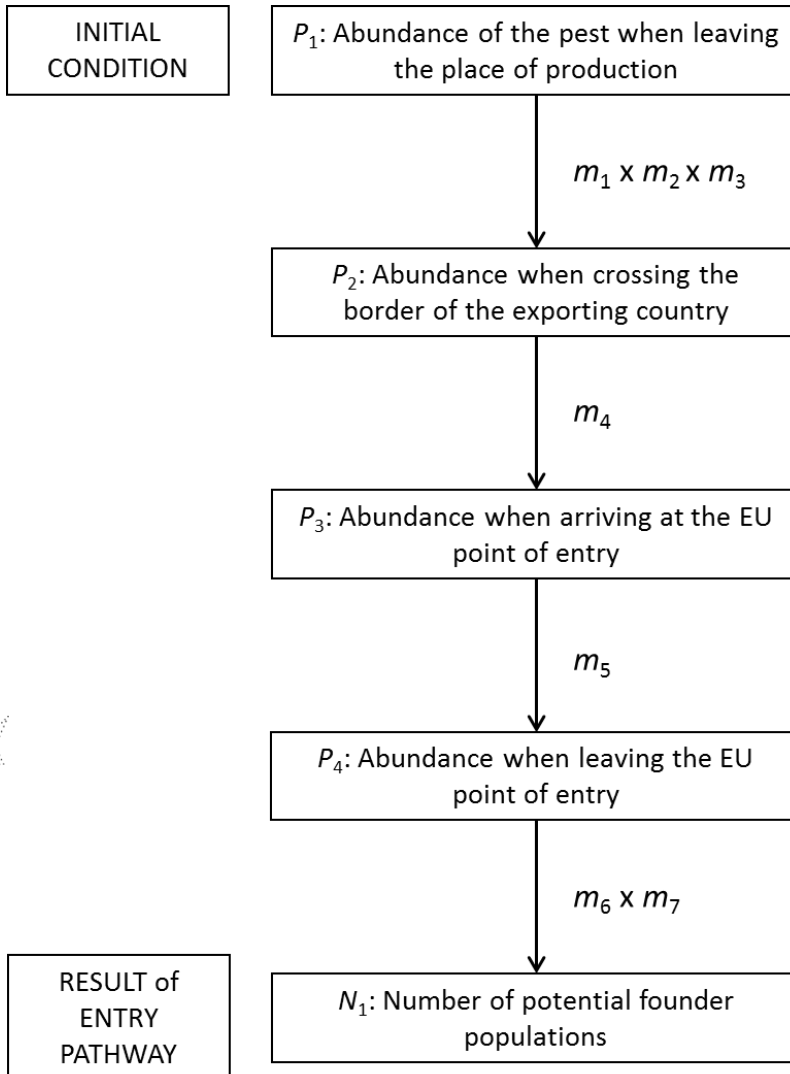 INITIAL
CONDITION
P₁: Abundance of the pest when leaving
the place of production
m₁ x m₂ x m₃
P₂: Abundance when crossing the
border of the exporting country
m₄
P₃: Abundance when arriving at the EU
point of entry
m₅
P₄: Abundance when leaving the EU
point of entry
m₆ x m₇
RESULT of
ENTRY
PATHWAY
N₁: Number of potential founder
populations